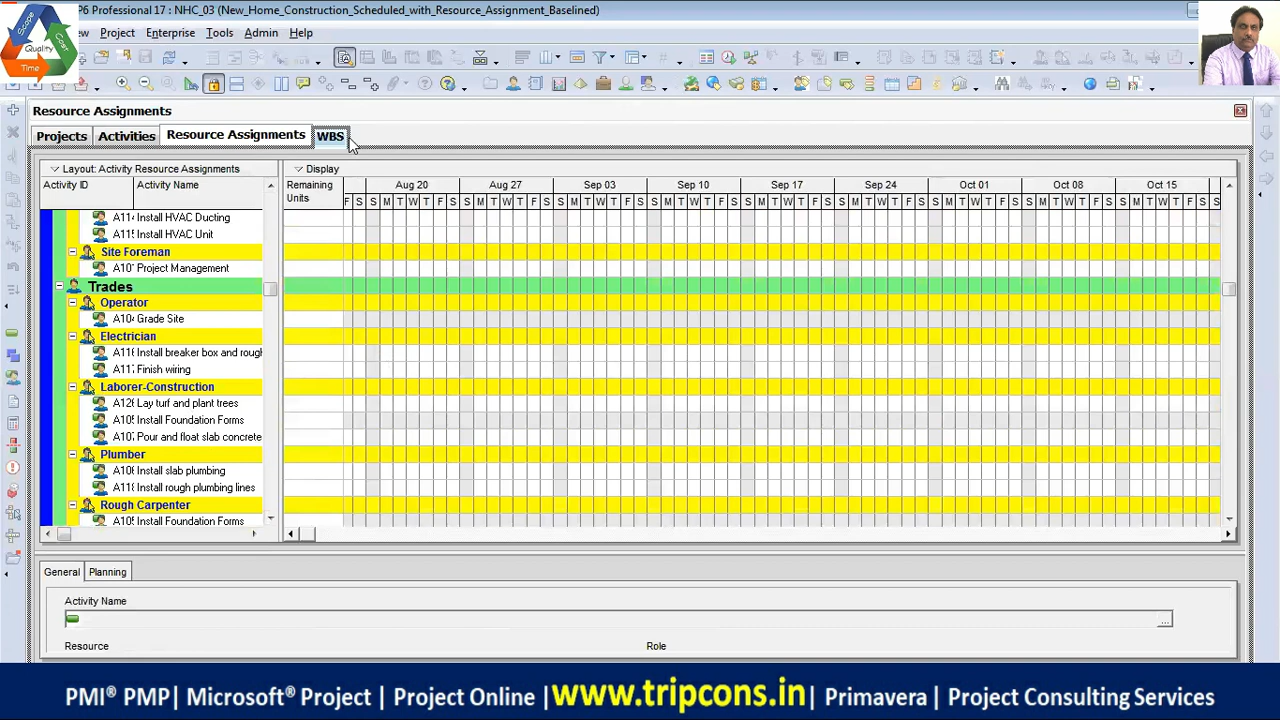 P6 Professional 17 : NHC_03 (New_Home_Construction_Scheduled_with_Resource_Assignment_Baselined)
Scope
Quality
Cost
Time
Project Enterprise Tools Admin Help
Resource Assignments
Projects Activities Resource Assignments WBS
Layout: Activity Resource Assignments
Display
Activity ID Activity Name
Remaining Units
Aug 20 Aug 27 Sep 03 Sep 10 Sep 17 Sep 24 Oct 01 Oct 08 Oct 15
F S S M T W T F S S M T W T F S S M T W T F S S M T W T F S S M T W T F S S M T W T F S S M T W T F S S M T W T F S S M T W T F S S
Install HVAC Ducting
Install HVAC Unit
Site Foreman
Project Management
Trades
Operator
Grade Site
Electrician
Install breaker box and rough
Finish wiring
Laborer-Construction
Lay turf and plant trees
Install Foundation Forms
Pour and float slab concrete
Plumber
Install slab plumbing
Install rough plumbing lines
Rough Carpenter
Install Foundation Forms
General Planning
Activity Name
...
Resource Role
PMI® PMP| Microsoft® Project | Project Online |www.tripcons.in| Primavera | Project Consulting Services